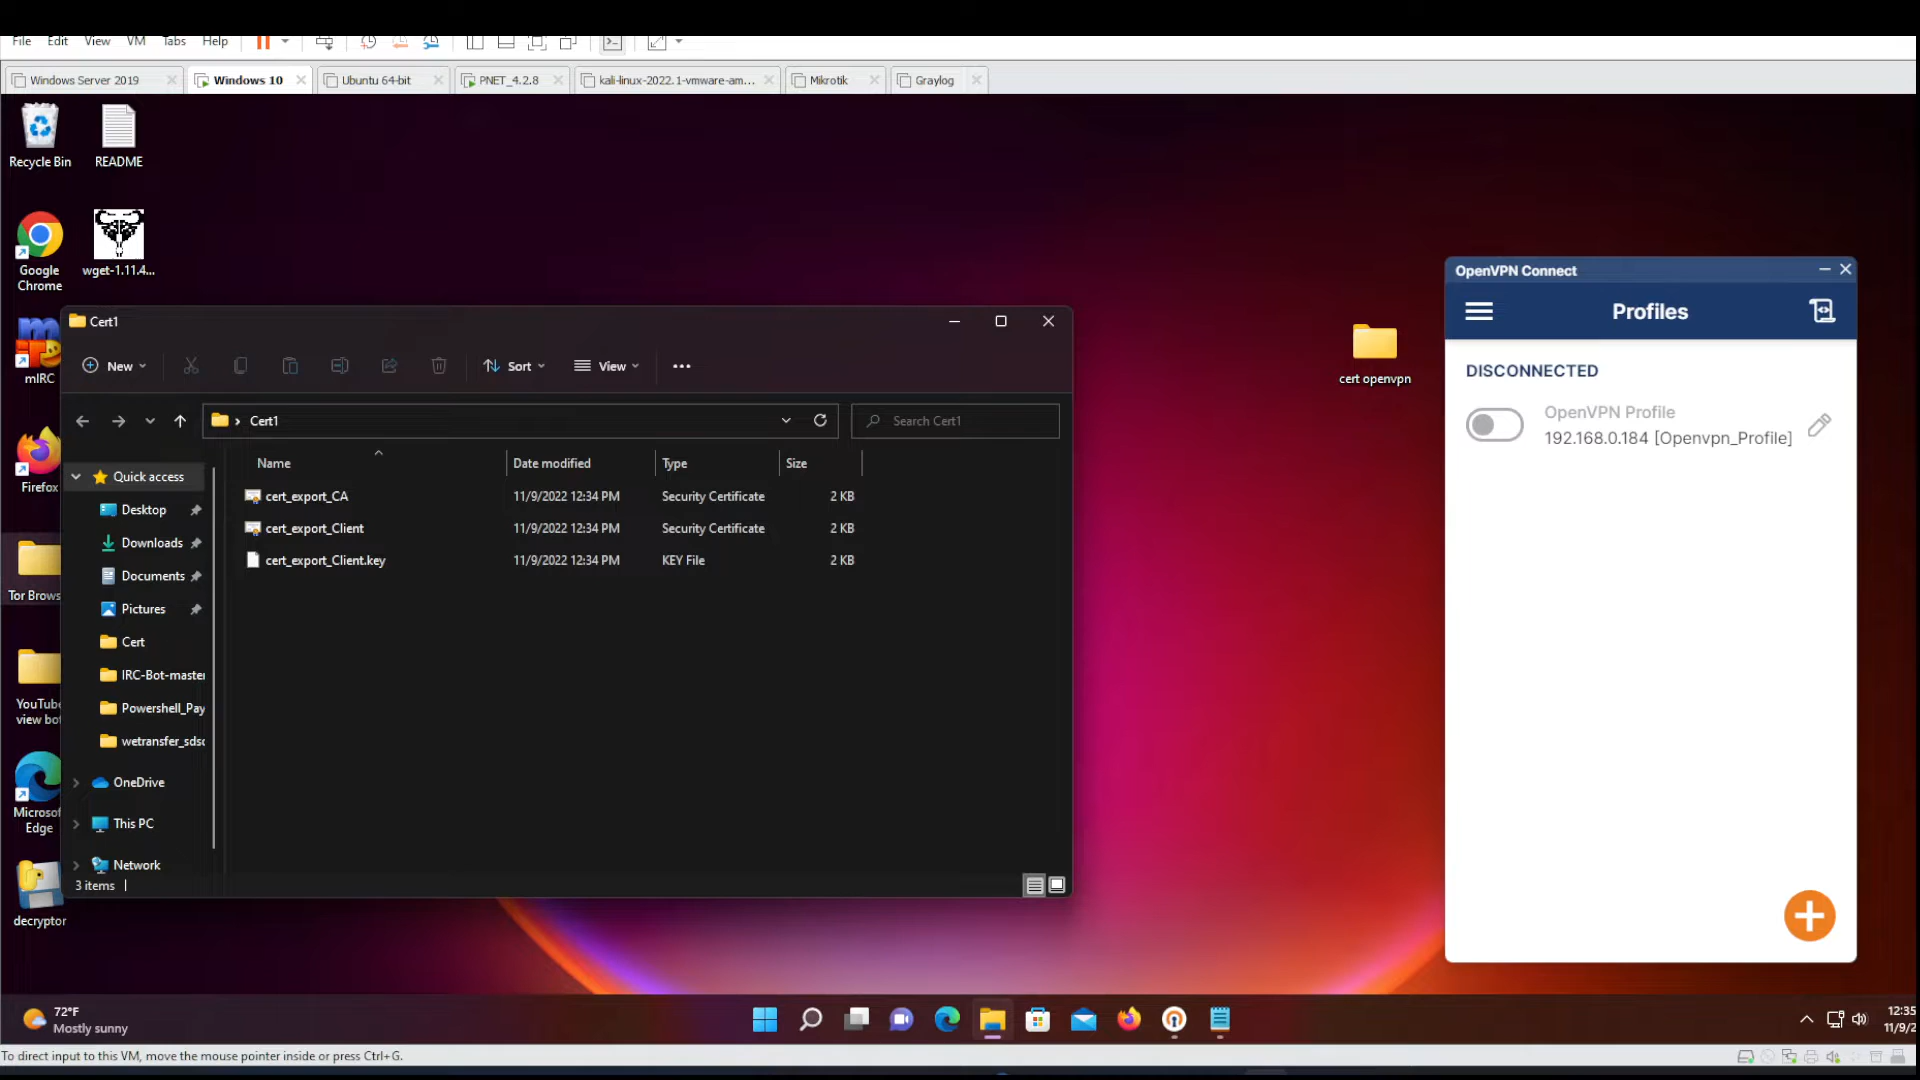 File Edit View VM Tabs Help
Windows Server 2019
Windows 10
Ubuntu 64-bit
PNET_4.2.8
kali-linux-2022.1-vmware-am...
Mikrotik
Graylog
Recycle Bin
README
Google
Chrome
wget-1.11.4...
mIRC
Firefox
Tor Brows
YouTube
view bot
Microsof
Edge
decryptor
Cert1
New
Sort
View
Cert1
Search Cert1
Name
Date modified
Type
Size
Quick access
Desktop
Downloads
Documents
Pictures
Cert
IRC-Bot-master
Powershell_Pay
wetransfer_sdsc
OneDrive
This PC
Network
cert_export_CA 11/9/2022 12:34 PM Security Certificate 2 KB
cert_export_Client 11/9/2022 12:34 PM Security Certificate 2 KB
cert_export_Client.key 11/9/2022 12:34 PM KEY File 2 KB
3 items
cert openvpn
OpenVPN Connect
Profiles
DISCONNECTED
OpenVPN Profile
192.168.0.184 [Openvpn_Profile]
72°F
Mostly sunny
12:35
11/9/2
To direct input to this VM, move the mouse pointer inside or press Ctrl+G.